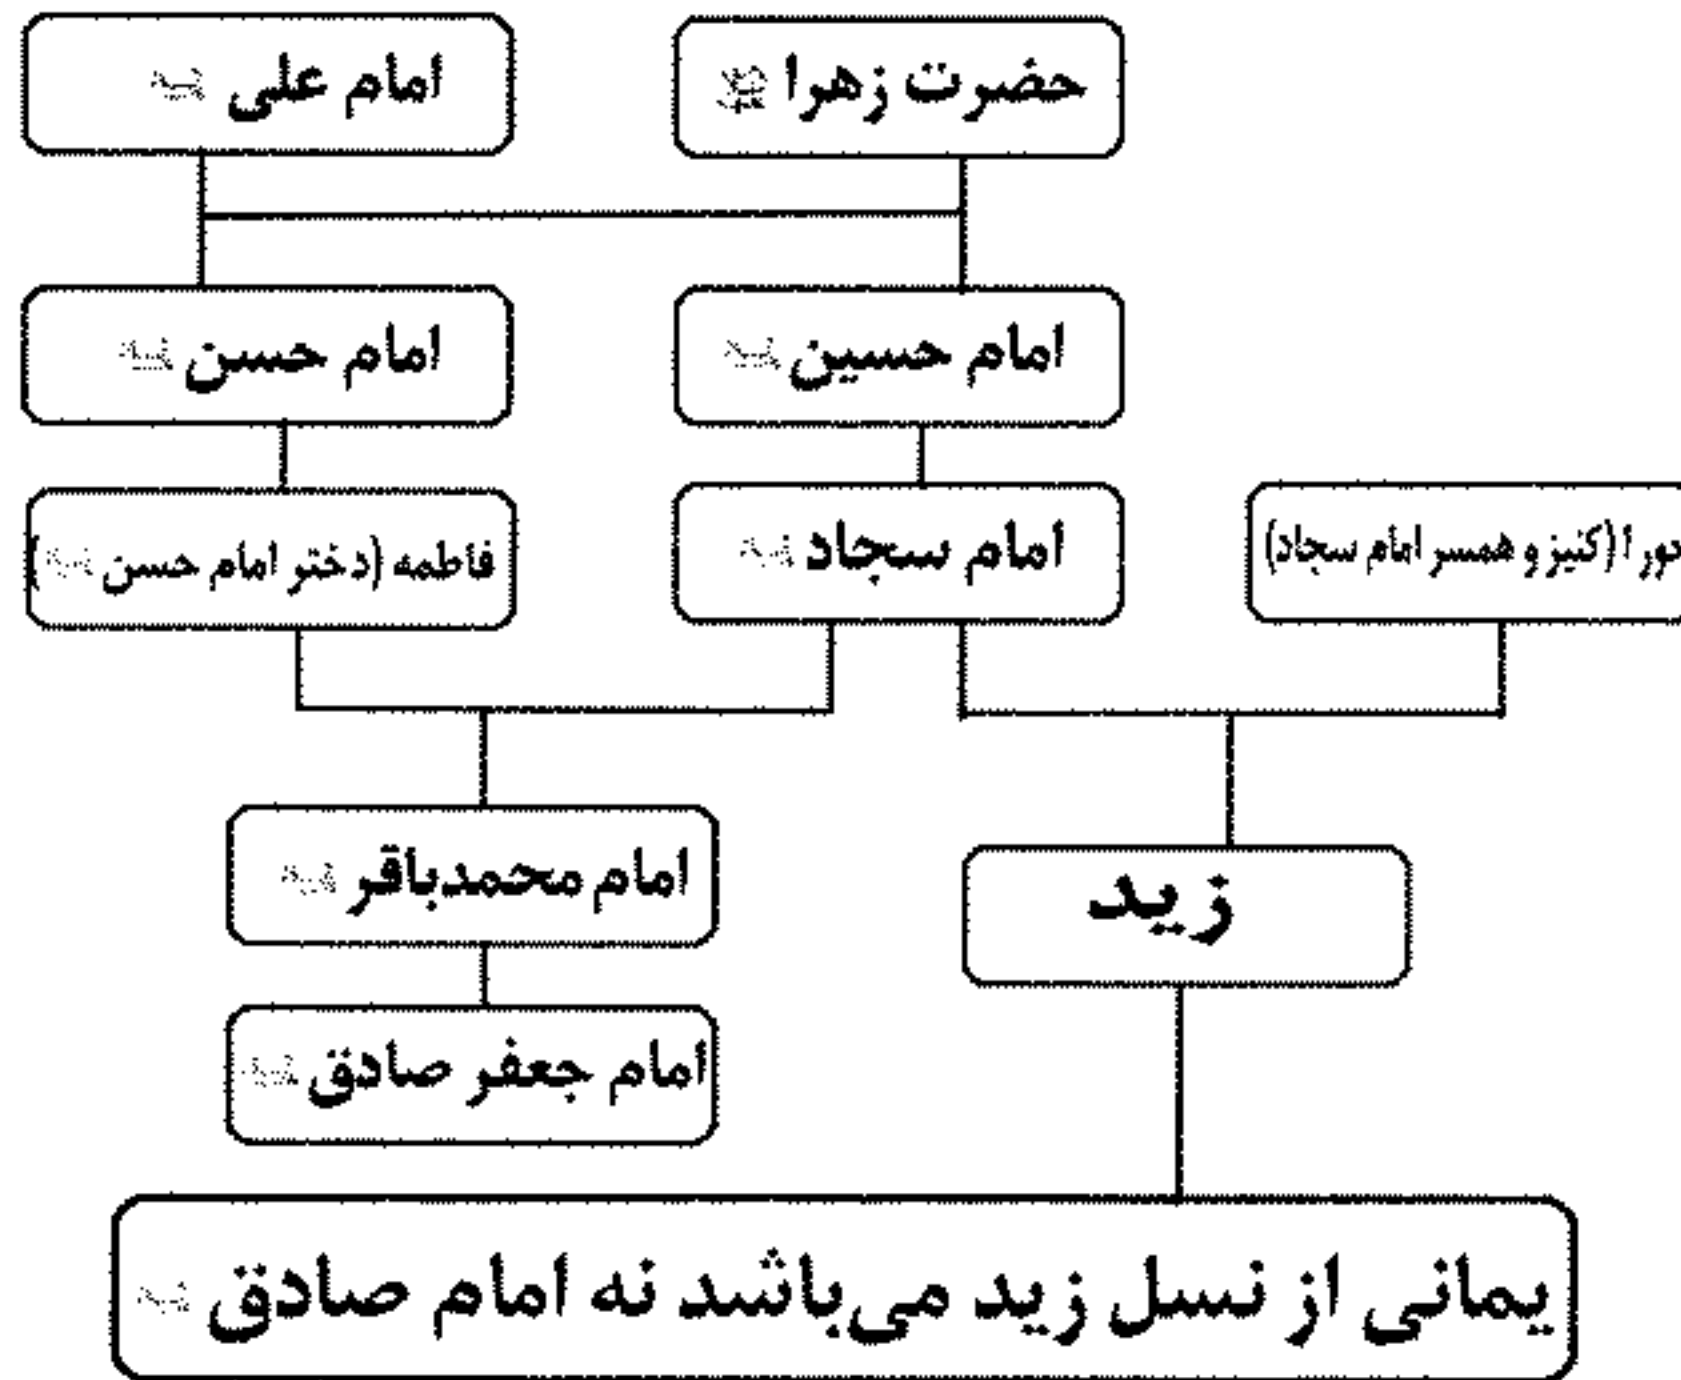 حضرت زهرا
امام علی
امام حسین
امام حسن
(کنیز و همسر امام سجاد)
امام سجاد
فاطمه (دختر امام حسن)
زید
امام محمدباقر
امام جعفر صادق
یمانی از نسل زید می‌باشد نه امام صادق